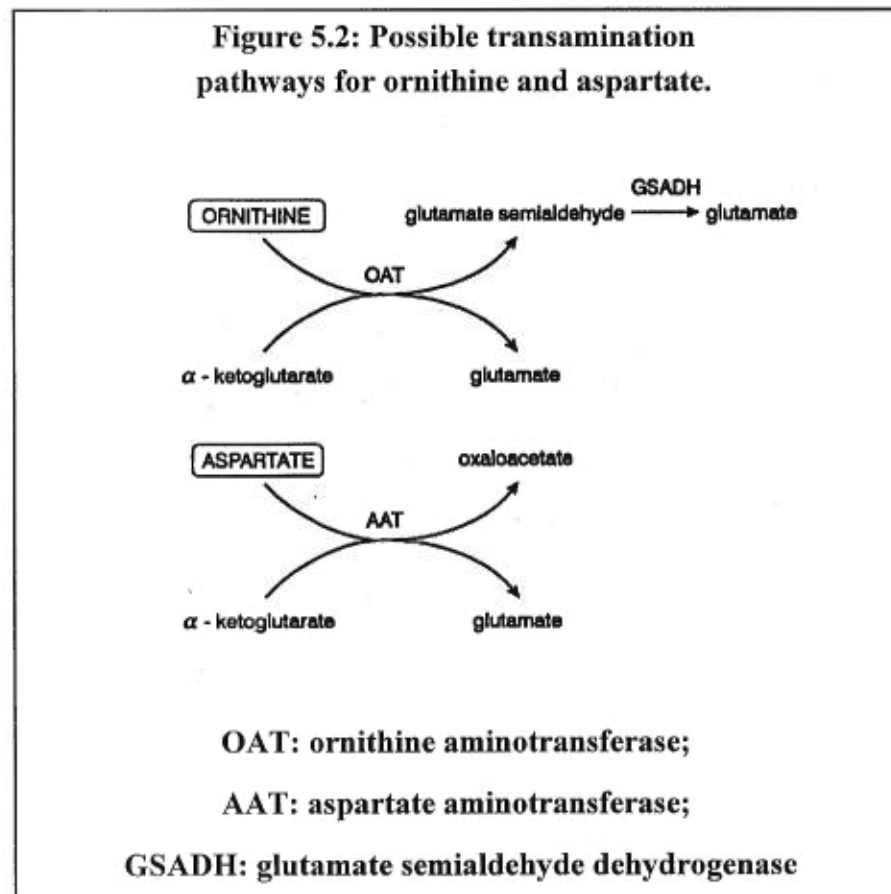 Figure 5.2: Possible transamination
pathways for ornithine and aspartate.
GSADH
ORNITHINE glutamate semialdehyde glutamate
OAT
α - ketoglutarate glutamate
ASPARTATE oxaloacetate
AAT
α - ketoglutarate glutamate
OAT: ornithine aminotransferase;
AAT: aspartate aminotransferase;
GSADH: glutamate semialdehyde dehydrogenase